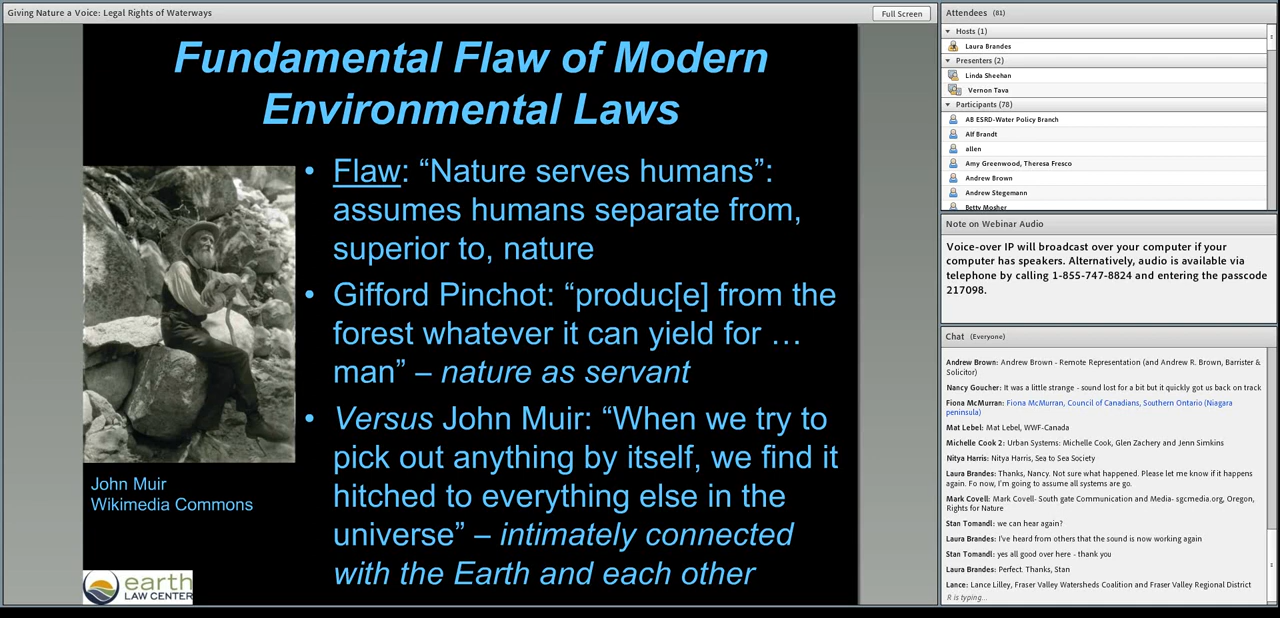 Giving Nature a Voice: Legal Rights of Waterways
Full Screen
Fundamental Flaw of Modern
Environmental Laws
• Flaw: “Nature serves humans”:
assumes humans separate from,
superior to, nature
• Gifford Pinchot: “produc[e] from the
forest whatever it can yield for …
man” – nature as servant
• Versus John Muir: “When we try to
pick out anything by itself, we find it
hitched to everything else in the
universe” – intimately connected
with the Earth and each other
John Muir
Wikimedia Commons
earth
LAW CENTER
Attendees (81)
Hosts (1)
Laura Brandes
Presenters (2)
Linda Sheehan
Vernon Tava
Participants (78)
AB ESRD-Water Policy Branch
Alf Brandt
allen
Amy Greenwood, Theresa Fresco
Andrew Brown
Andrew Stegemann
Betty Mosher
Note on Webinar Audio
Voice-over IP will broadcast over your computer if your
computer has speakers. Alternatively, audio is available via
telephone by calling 1-855-747-8824 and entering the passcode
217098.
Chat (Everyone)
Andrew Brown: Andrew Brown - Remote Representation (and Andrew R. Brown, Barrister &
Solicitor)
Nancy Goucher: It was a little strange - sound lost for a bit but it quickly got us back on track
Fiona McMurran: Fiona McMurran, Council of Canadians, Southern Ontario (Niagara
peninsula)
Mat Lebel: Mat Lebel, WWF-Canada
Michelle Cook 2: Urban Systems: Michelle Cook, Glen Zachery and Jenn Simkins
Nitya Harris: Nitya Harris, Sea to Sea Society
Laura Brandes: Thanks, Nancy. Not sure what happened. Please let me know if it happens
again. Fo now, I'm going to assume all systems are go.
Mark Covell: Mark Covell- South gate Communication and Media- sgcmedia.org, Oregon,
Rights for Nature
Stan Tomandl: we can hear again?
Laura Brandes: I've heard from others that the sound is now working again
Stan Tomandl: yes all good over here - thank you
Laura Brandes: Perfect. Thanks, Stan
Lance: Lance Lilley, Fraser Valley Watersheds Coalition and Fraser Valley Regional District
R is typing...